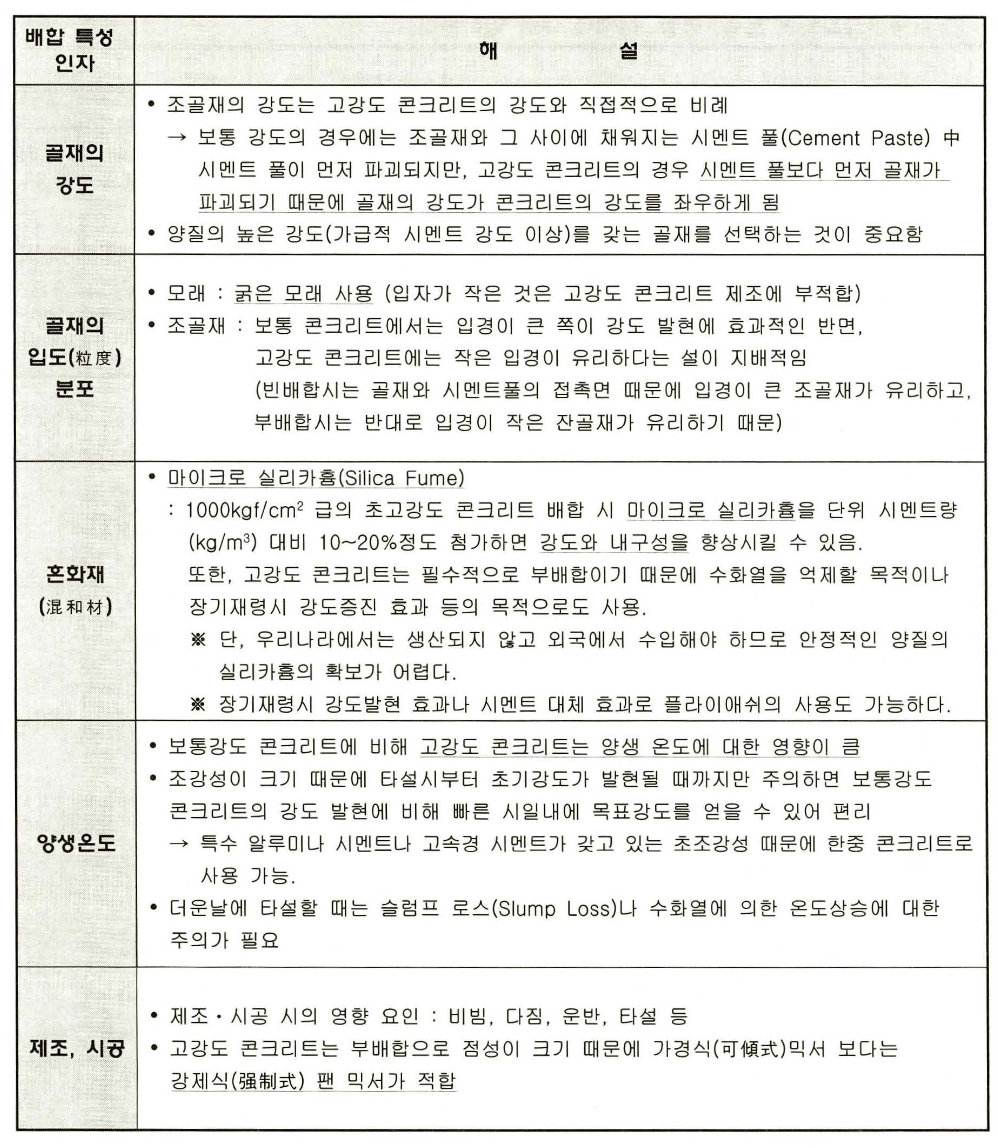 배합 특성
인자
해 설
골재의
강도
• 조골재의 강도는 고강도 콘크리트의 강도와 직접적으로 비례
→ 보통 강도의 경우에는 조골재와 그 사이에 채워지는 시멘트 풀(Cement Paste) 中
시멘트 풀이 먼저 파괴되지만, 고강도 콘크리트의 경우 시멘트 풀보다 먼저 골재가
파괴되기 때문에 골재의 강도가 콘크리트의 강도를 좌우하게 됨
• 양질의 높은 강도(가급적 시멘트 강도 이상)를 갖는 골재를 선택하는 것이 중요함
골재의
입도(粒度)
분포
• 모래 : 굵은 모래 사용 (입자가 작은 것은 고강도 콘크리트 제조에 부적합)
• 조골재 : 보통 콘크리트에서는 입경이 큰 쪽이 강도 발현에 효과적인 반면,
고강도 콘크리트에는 작은 입경이 유리하다는 설이 지배적임
(빈배합시는 골재와 시멘트풀의 접촉면 때문에 입경이 큰 조골재가 유리하고,
부배합시는 반대로 입경이 작은 잔골재가 유리하기 때문)
혼화재
(混和材)
• 마이크로 실리카흄(Silica Fume)
: 1000kgf/cm² 급의 초고강도 콘크리트 배합 시 마이크로 실리카흄을 단위 시멘트량
(kg/m³) 대비 10~20%정도 첨가하면 강도와 내구성을 향상시킬 수 있음.
또한, 고강도 콘크리트는 필수적으로 부배합이기 때문에 수화열을 억제할 목적이나
장기재령시 강도증진 효과 등의 목적으로도 사용.
※ 단, 우리나라에서는 생산되지 않고 외국에서 수입해야 하므로 안정적인 양질의
실리카흄의 확보가 어렵다.
※ 장기재령시 강도발현 효과나 시멘트 대체 효과로 플라이애쉬의 사용도 가능하다.
양생온도
• 보통강도 콘크리트에 비해 고강도 콘크리트는 양생 온도에 대한 영향이 큼
• 조강성이 크기 때문에 타설시부터 초기강도가 발현될 때까지만 주의하면 보통강도
콘크리트의 강도 발현에 비해 빠른 시일내에 목표강도를 얻을 수 있어 편리
→ 특수 알루미나 시멘트나 고속경 시멘트가 갖고 있는 초조강성 때문에 한중 콘크리트로
사용 가능.
• 더운날에 타설할 때는 슬럼프 로스(Slump Loss)나 수화열에 의한 온도상승에 대한
주의가 필요
제조, 시공
• 제조·시공 시의 영향 요인 : 비빔, 다짐, 운반, 타설 등
• 고강도 콘크리트는 부배합으로 점성이 크기 때문에 가경식(可傾式)믹서 보다는
강제식(强制式) 팬 믹서가 적합